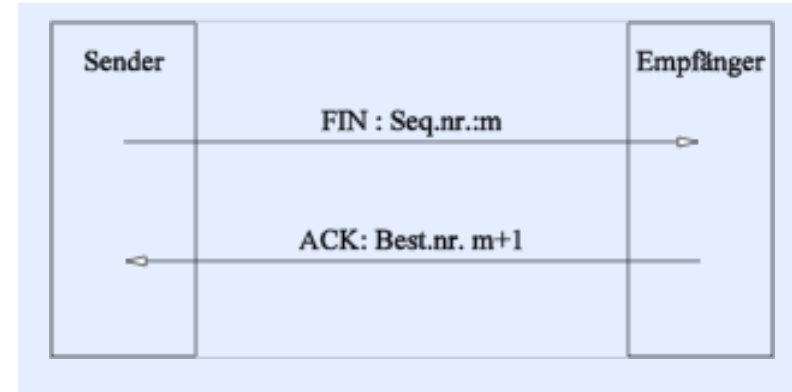 Sender
Empfänger
FIN : Seq.nr.:m
ACK: Best.nr. m+1